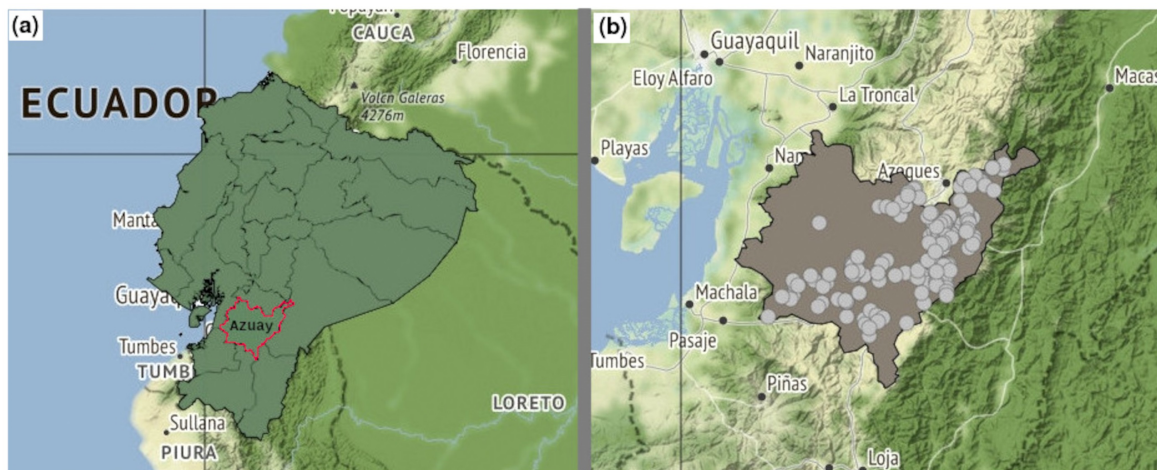 (a)
CAUCA
Florencia
ECUADOR
Volcn Galeras
4276m
Manta
Guayaq
Azuay
Tumbes
TUMB
Sullana
PIURA
LORETO
(b)
Guayaquil
Naranjito
Eloy Alfaro
Macas
La Troncal
Playas
Azogues
Machala
Pasaje
Tumbes
Piñas
Loja